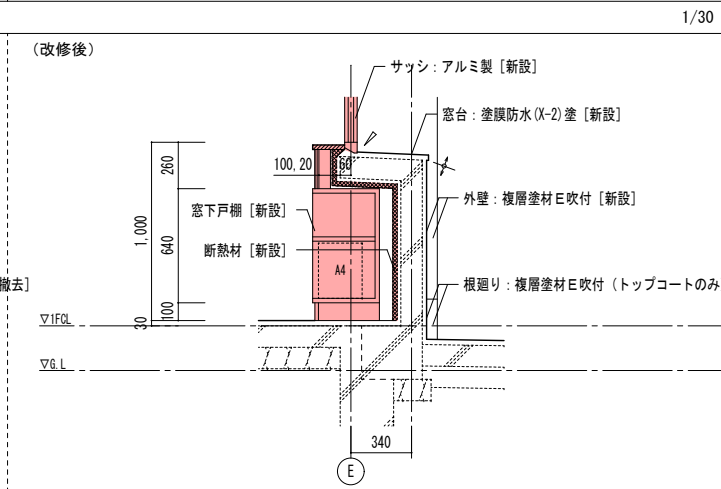 1/30
(改修後)
サッシ：アルミ製 [新設]
窓台：塗膜防水(X-2)塗 [新設]
260
100, 20
60
外壁：複層塗材E吹付 [新設]
窓下戸棚 [新設]
1,000
640
断熱材 [新設]
A4
撤去]
根廻り：複層塗材E吹付 (トップコートのみ
100
30
▽1FCL
▽G.L
340
E